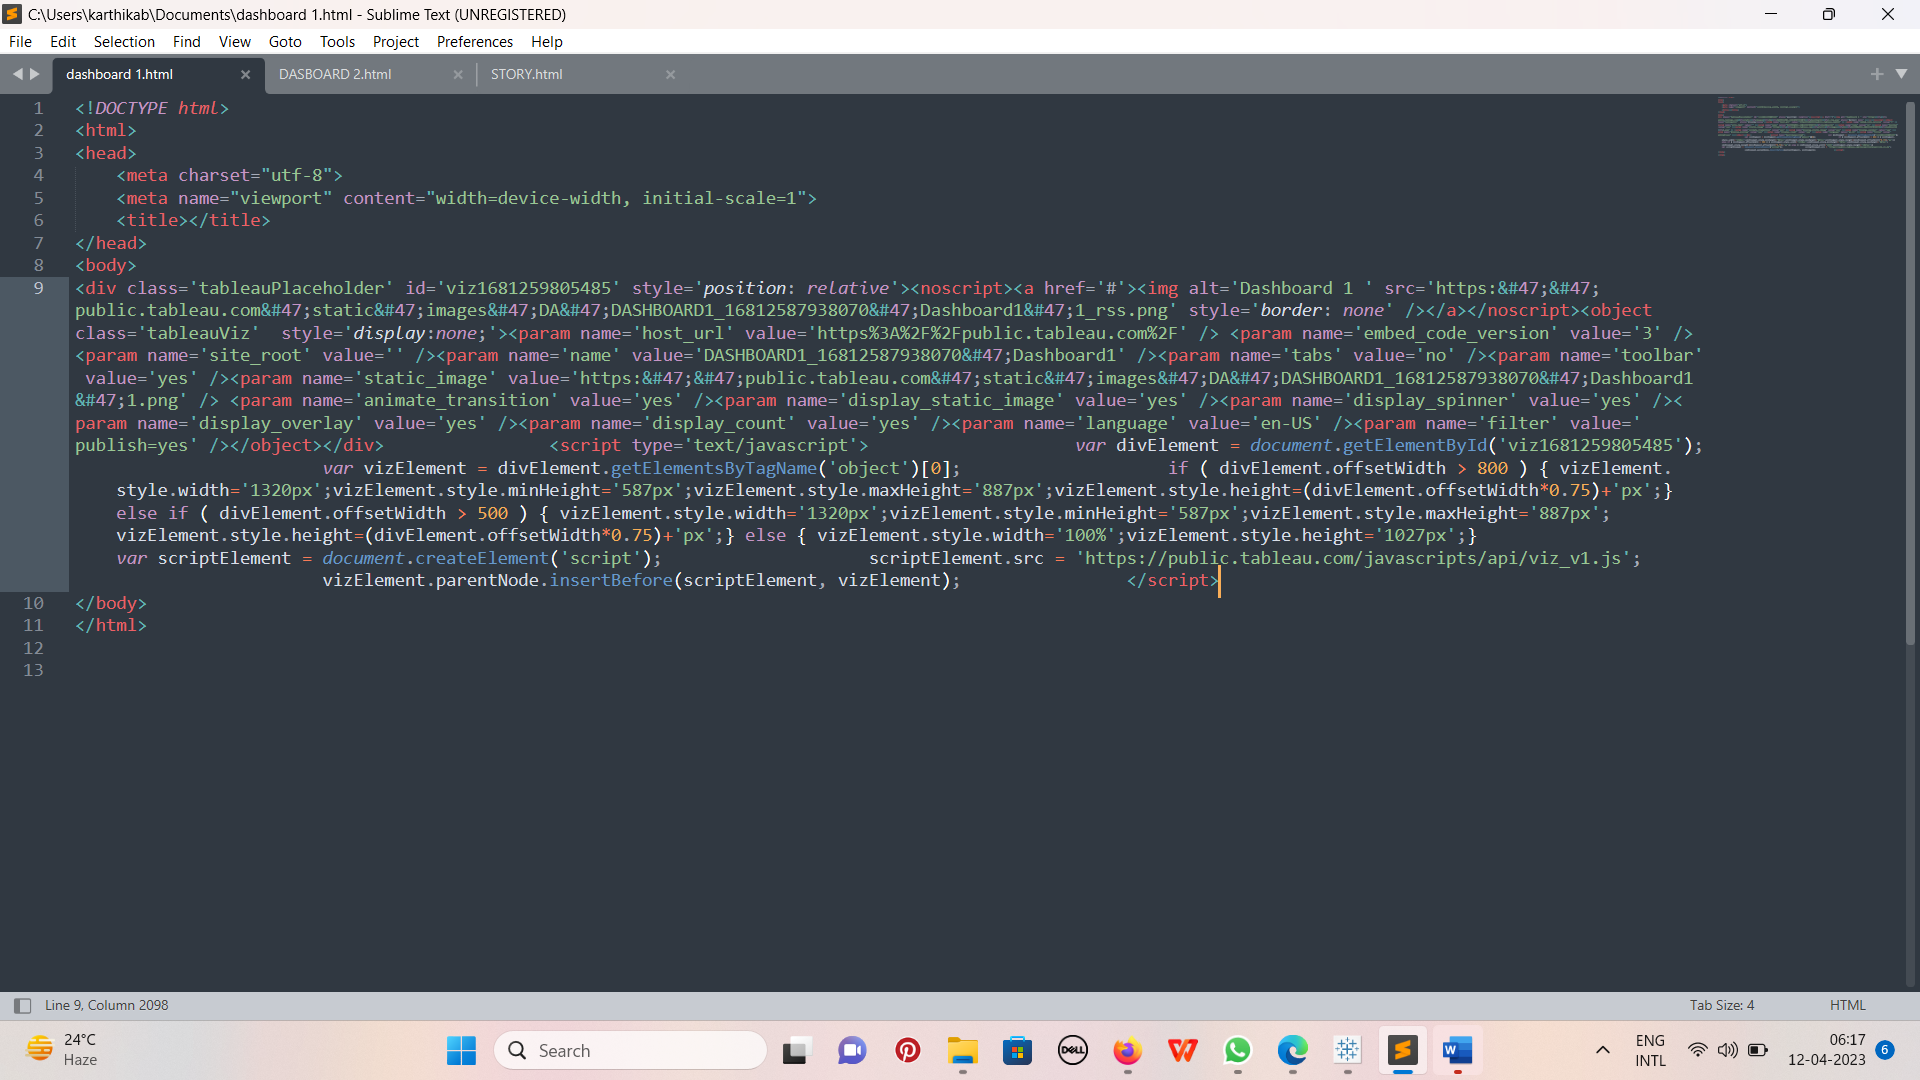 C:\Users\karthikab\Documents\dashboard 1.html - Sublime Text (UNREGISTERED)
File Edit Selection Find View Goto Tools Project Preferences Help
dashboard 1.html DASBOARD 2.html STORY.html
1 <!DOCTYPE html>
2 <html>
3 <head>
4 <meta charset="utf-8">
5 <meta name="viewport" content="width=device-width, initial-scale=1">
6 <title></title>
7 </head>
8 <body>
9 <div class='tableauPlaceholder' id='viz1681259805485' style='position: relative'><noscript><a href='#'><img alt='Dashboard 1 ' src='https:&#47;&#47;
public.tableau.com&#47;static&#47;images&#47;DA&#47;DASHBOARD1_16812587938070&#47;Dashboard1&#47;1_rss.png' style='border: none' /></a></noscript><object
class='tableauViz'  style='display:none;'><param name='host_url' value='https%3A%2F%2Fpublic.tableau.com%2F' /> <param name='embed_code_version' value='3' />
<param name='site_root' value='' /><param name='name' value='DASHBOARD1_16812587938070&#47;Dashboard1' /><param name='tabs' value='no' /><param name='toolbar'
value='yes' /><param name='static_image' value='https:&#47;&#47;public.tableau.com&#47;static&#47;images&#47;DA&#47;DASHBOARD1_16812587938070&#47;Dashboard1
&#47;1.png' /> <param name='animate_transition' value='yes' /><param name='display_static_image' value='yes' /><param name='display_spinner' value='yes' /><
param name='display_overlay' value='yes' /><param name='display_count' value='yes' /><param name='language' value='en-US' /><param name='filter' value='
publish=yes' /></object></div> <script type='text/javascript'> var divElement = document.getElementById('viz1681259805485');
var vizElement = divElement.getElementsByTagName('object')[0]; if ( divElement.offsetWidth > 800 ) { vizElement.
style.width='1320px';vizElement.style.minHeight='587px';vizElement.style.maxHeight='887px';vizElement.style.height=(divElement.offsetWidth*0.75)+'px';}
else if ( divElement.offsetWidth > 500 ) { vizElement.style.width='1320px';vizElement.style.minHeight='587px';vizElement.style.maxHeight='887px';
vizElement.style.height=(divElement.offsetWidth*0.75)+'px';} else { vizElement.style.width='100%';vizElement.style.height='1027px';}
var scriptElement = document.createElement('script'); scriptElement.src = 'https://public.tableau.com/javascripts/api/viz_v1.js';
vizElement.parentNode.insertBefore(scriptElement, vizElement); </script>
10 </body>
11 </html>
12
13
Line 9, Column 2098 Tab Size: 4 HTML
24°C
Haze
Search
DELL
ENG
INTL
06:17
12-04-2023
6